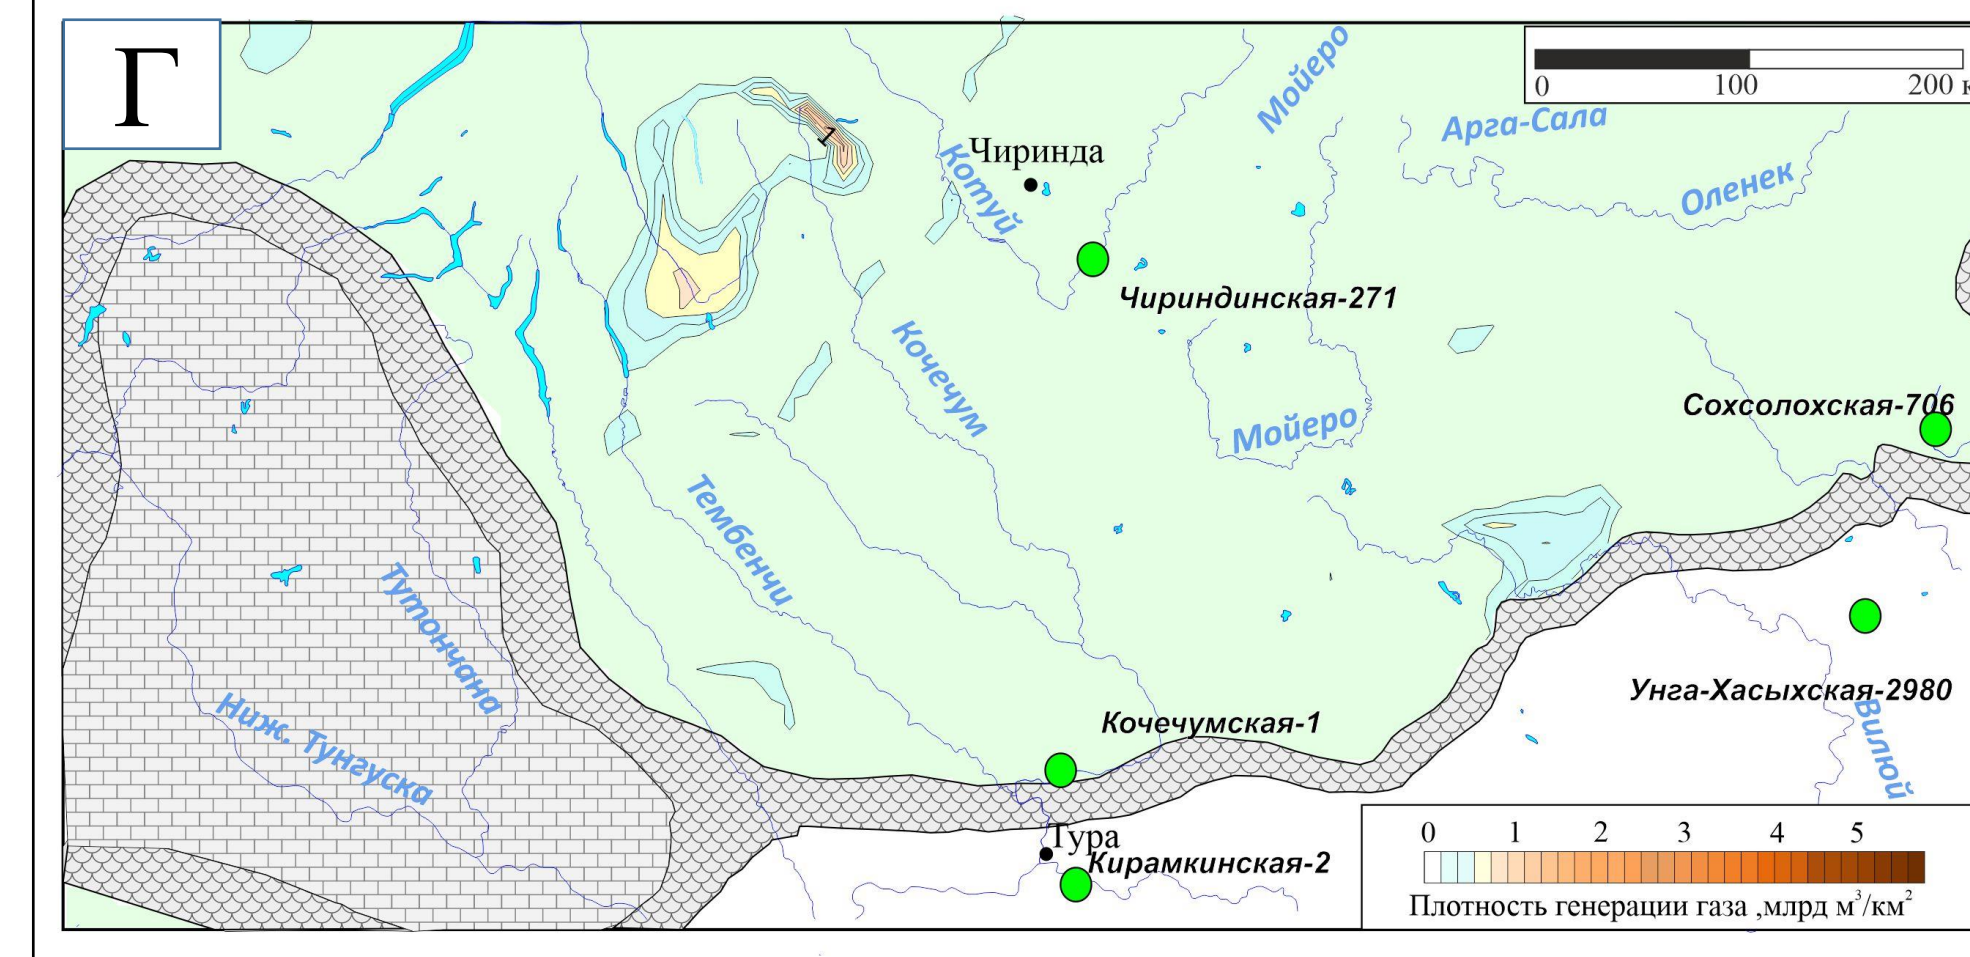 Г
0 100 200
Мойеро
Арга-Сала
Чиринда
Котуй
Оленек
1
Чириндинская-271
Кочечум
Сохсолохская-706
Мойеро
Тембенчи
Тутончана
Унга-Хасыхская-2980
Ниж. Тунгуска
Кочечумская-1
Вилюй
Тура
Кирамкинская-2
0 1 2 3 4 5
Плотность генерации газа ,млрд м³/км²